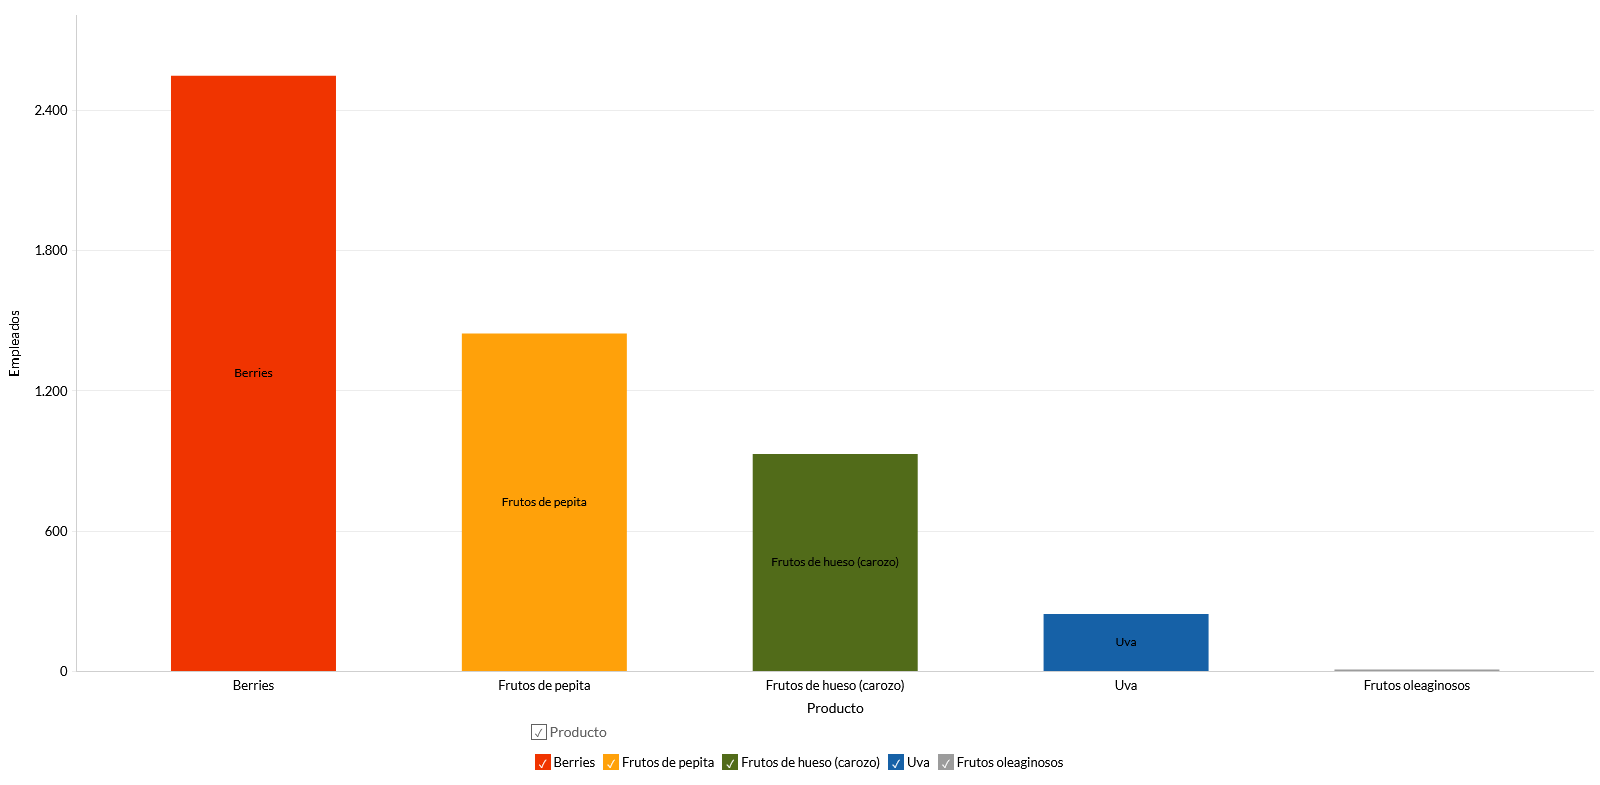 2.400
1.800
1.200
600
0
Empleados
Berries
Frutos de pepita
Frutos de hueso (carozo)
Uva
Berries Frutos de pepita Frutos de hueso (carozo) Uva Frutos oleaginosos
Producto
Producto
Berries Frutos de pepita Frutos de hueso (carozo) Uva Frutos oleaginosos